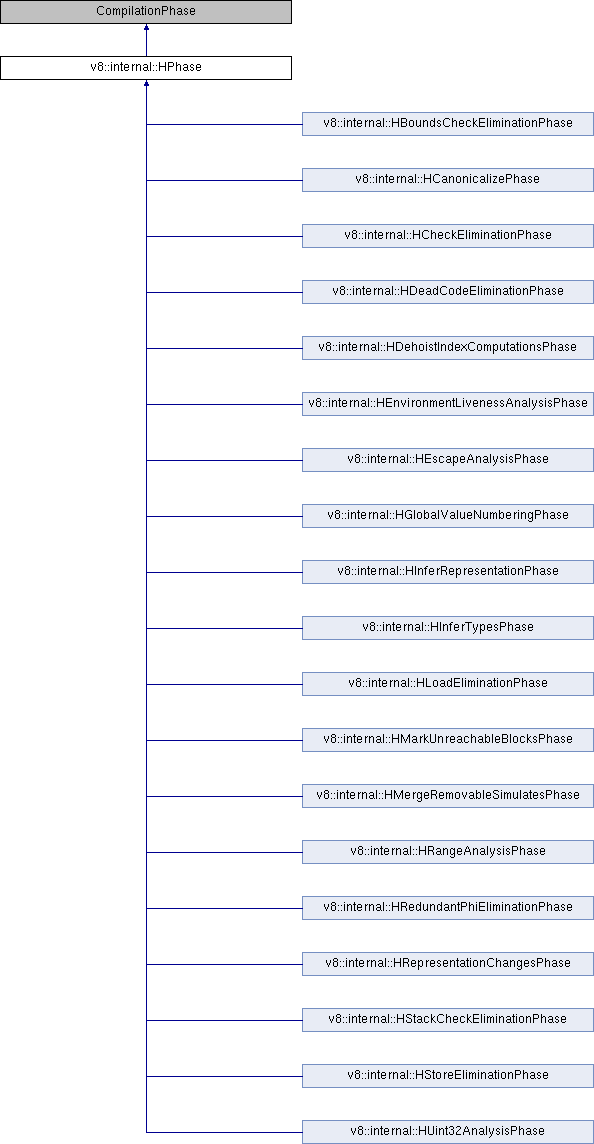 CompilationPhase
v8::internal::HPhase
v8::internal::HBoundsCheckEliminationPhase
v8::internal::HCanonicalizePhase
v8::internal::HCheckEliminationPhase
v8::internal::HDeadCodeEliminationPhase
v8::internal::HDehoistIndexComputationsPhase
v8::internal::HEnvironmentLivenessAnalysisPhase
v8::internal::HEscapeAnalysisPhase
v8::internal::HGlobalValueNumberingPhase
v8::internal::HInferRepresentationPhase
v8::internal::HInferTypesPhase
v8::internal::HLoadEliminationPhase
v8::internal::HMarkUnreachableBlocksPhase
v8::internal::HMergeRemovableSimulatesPhase
v8::internal::HRangeAnalysisPhase
v8::internal::HRedundantPhiEliminationPhase
v8::internal::HRepresentationChangesPhase
v8::internal::HStackCheckEliminationPhase
v8::internal::HStoreEliminationPhase
v8::internal::HUint32AnalysisPhase